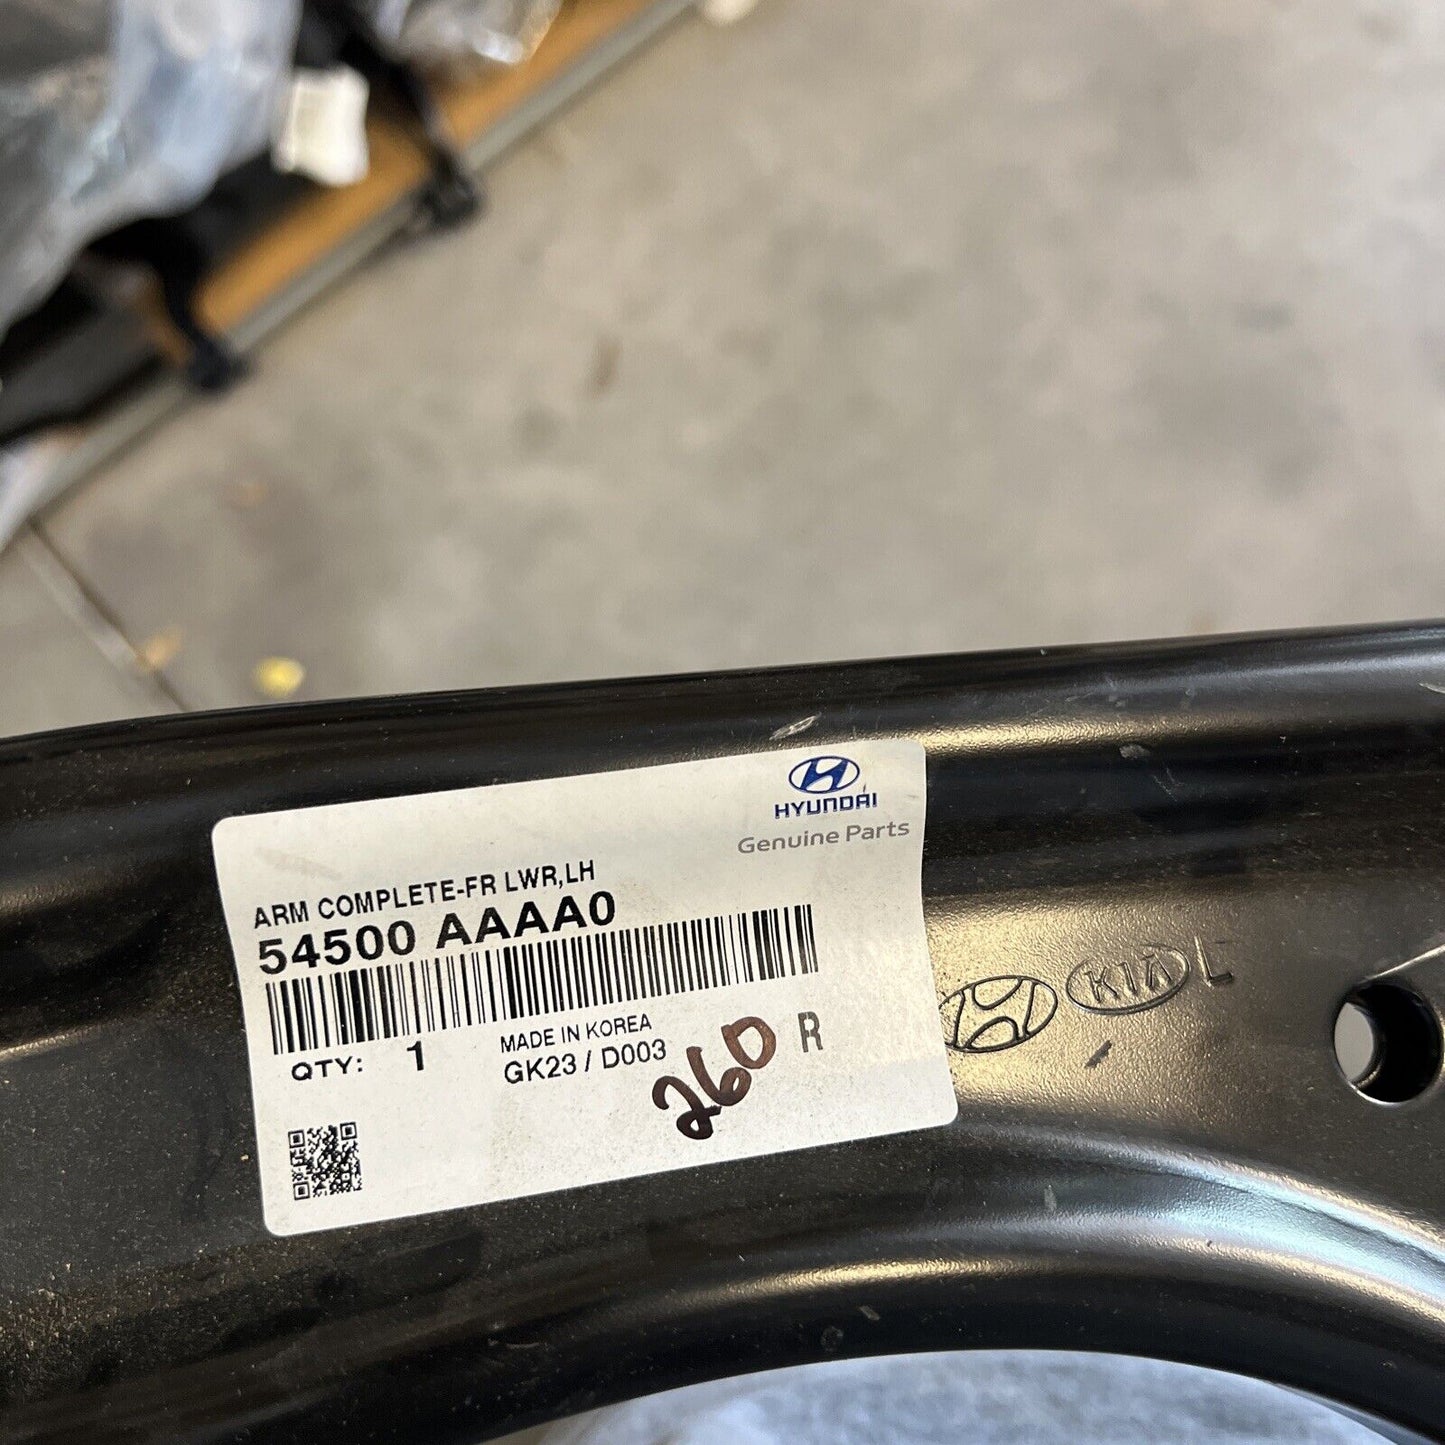 HYUNDAI
Genuine Parts
ARM COMPLETE-FR LWR,LH
54500 AAAA0
QTY: 1 MADE IN KOREA
GK23 / D003
260 R
KIA L